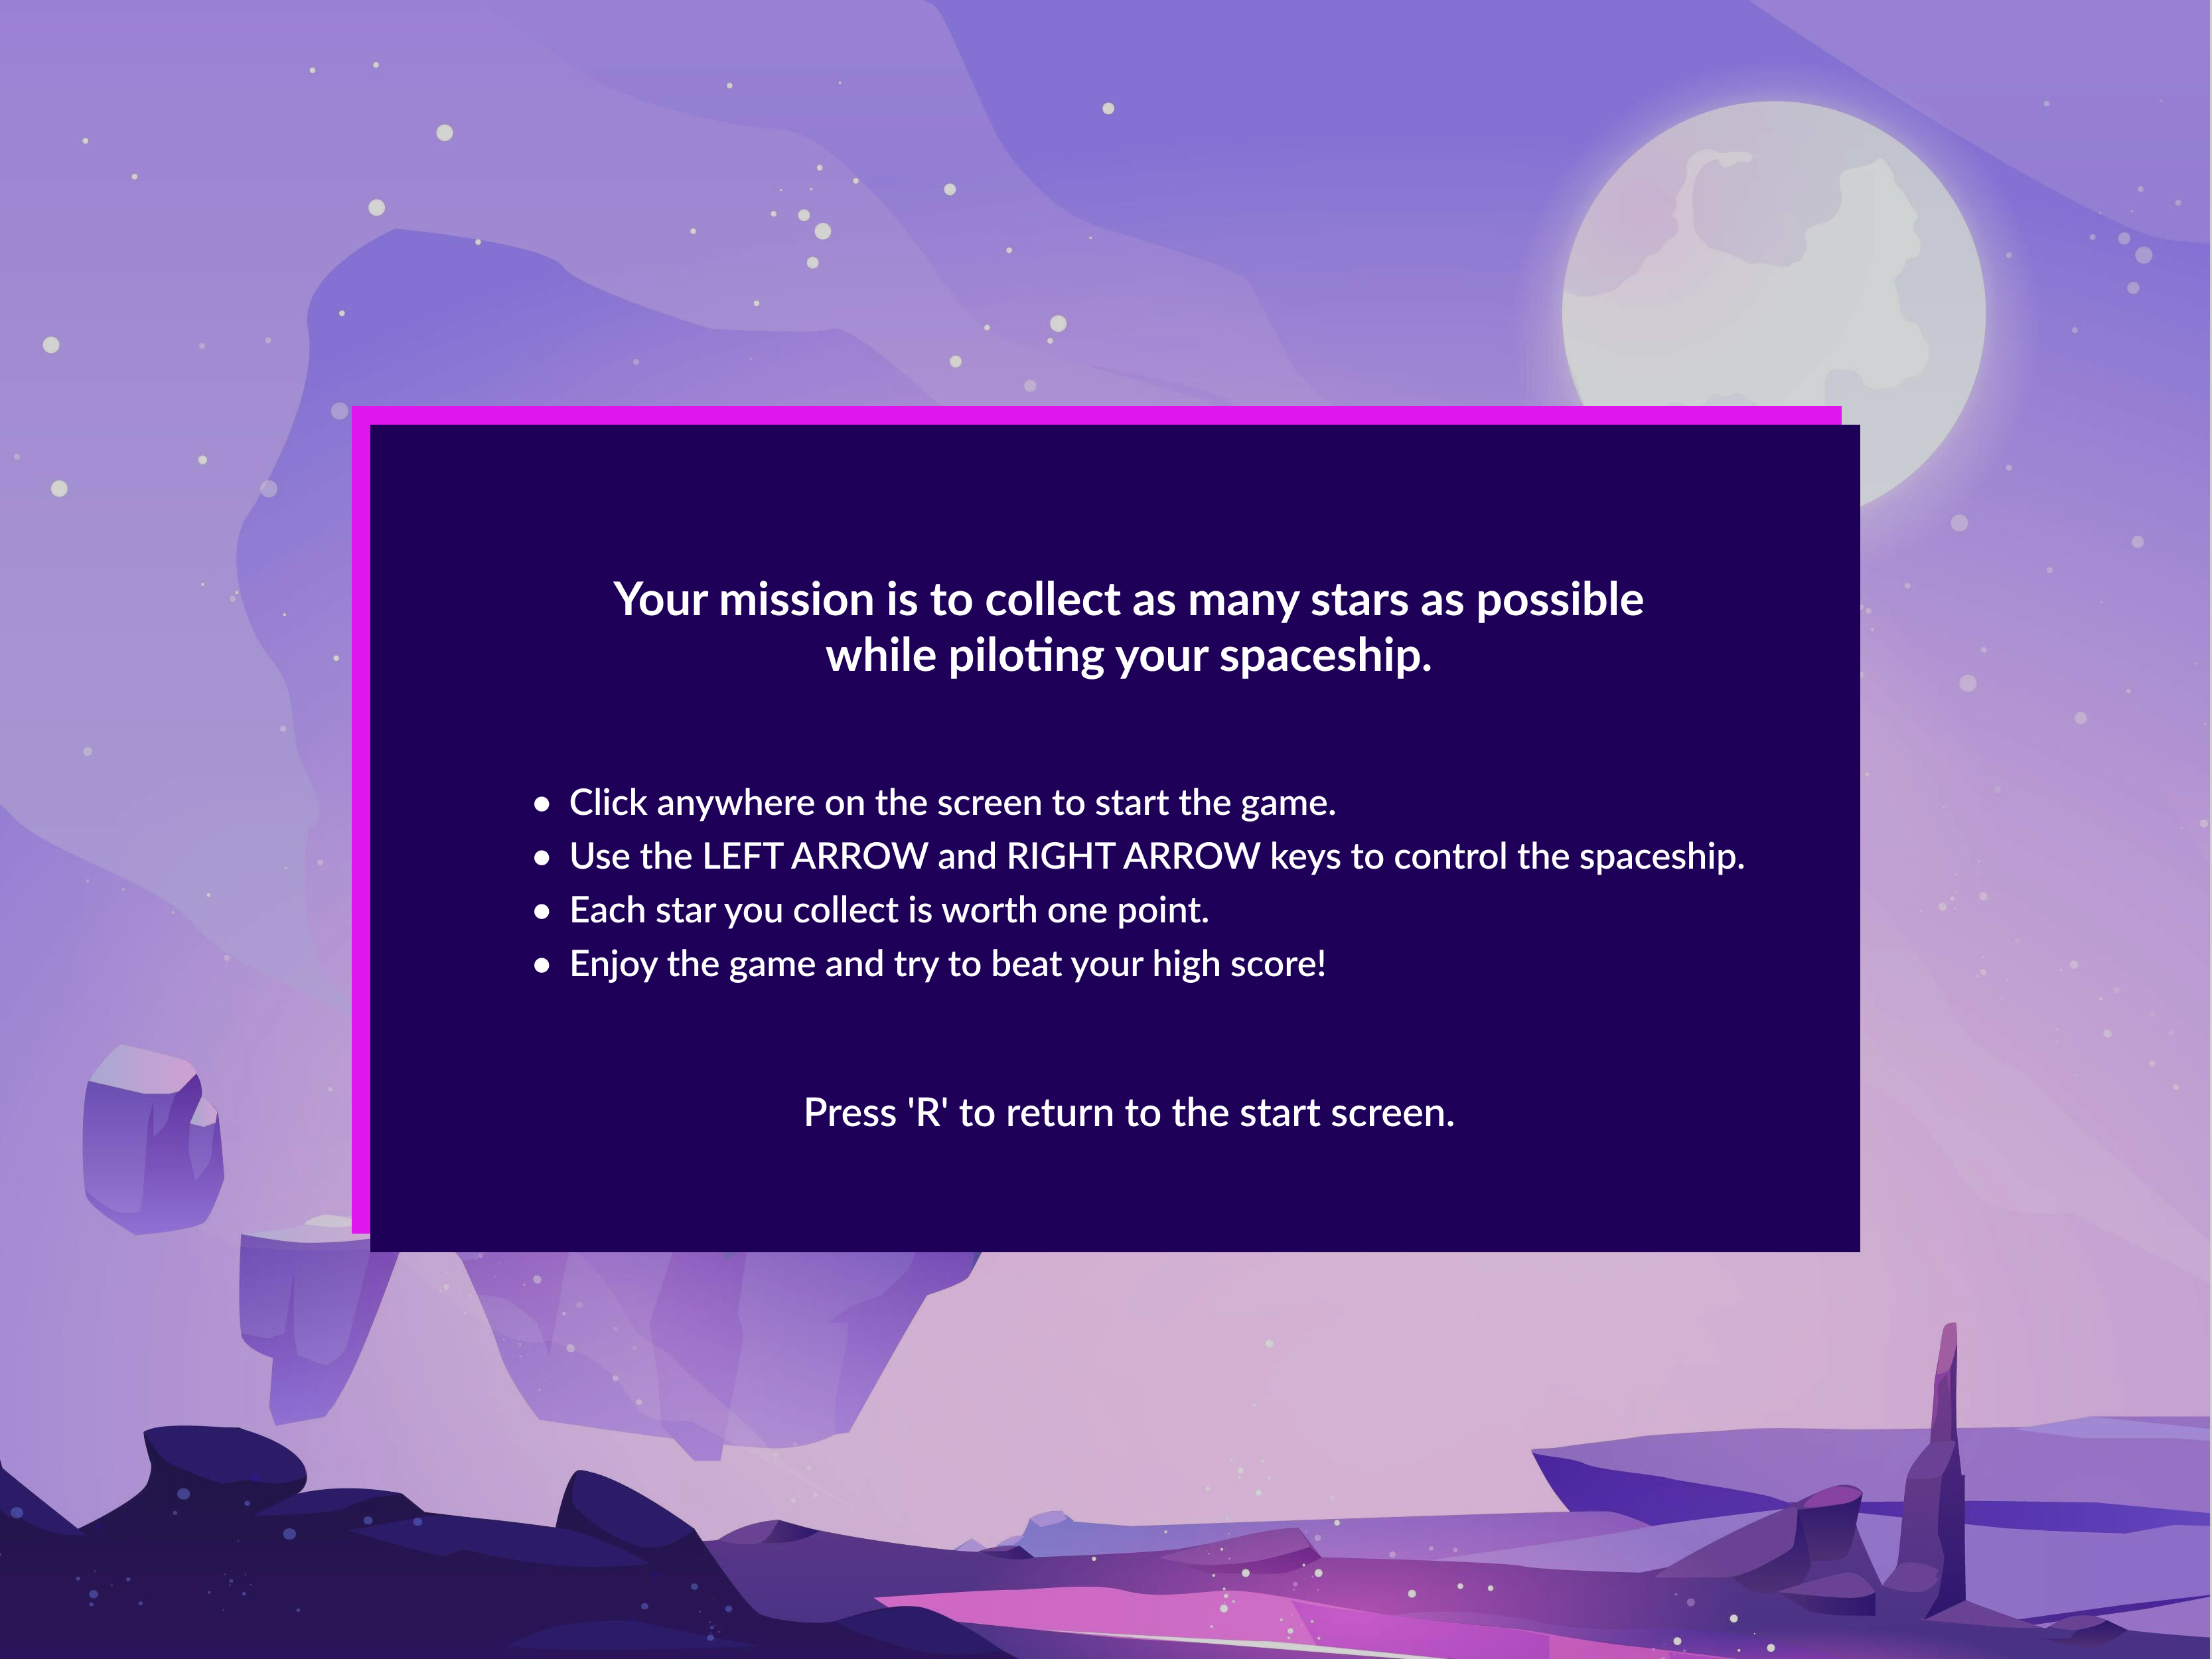 Your mission is to collect as many stars as possible
while piloting your spaceship.
● Click anywhere on the screen to start the game.
● Use the LEFT ARROW and RIGHT ARROW keys to control the spaceship.
● Each star you collect is worth one point.
● Enjoy the game and try to beat your high score!
Press 'R' to return to the start screen.